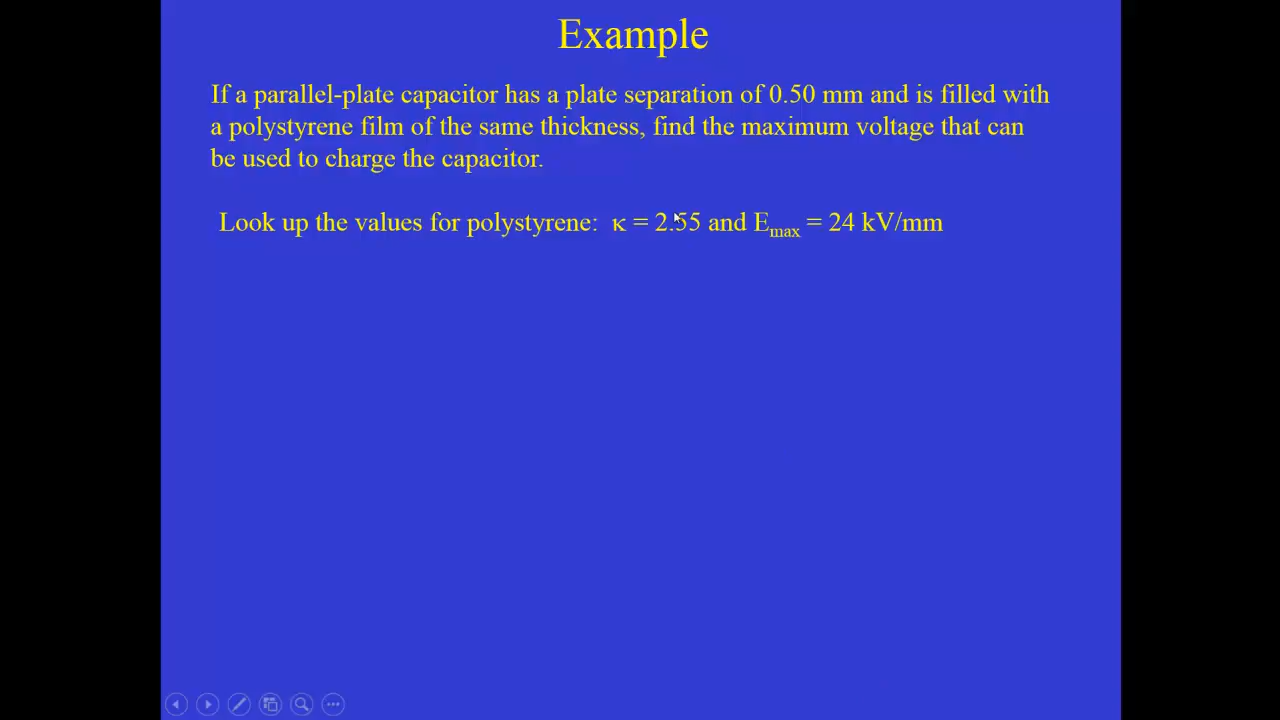 Example
If a parallel-plate capacitor has a plate separation of 0.50 mm and is filled with
a polystyrene film of the same thickness, find the maximum voltage that can
be used to charge the capacitor.
Look up the values for polystyrene: κ = 2.55 and Emax = 24 kV/mm